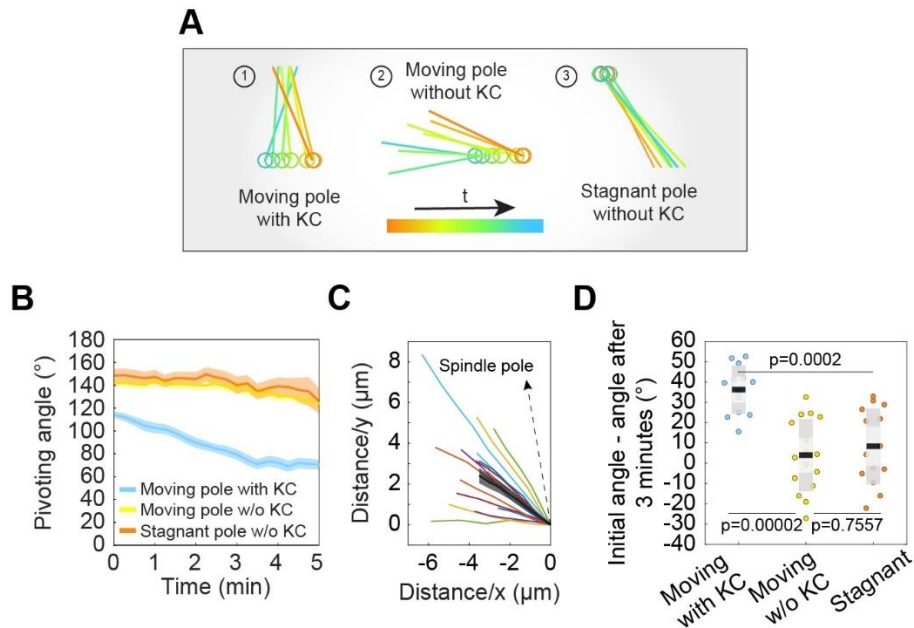 A
1
Moving pole
with KC
2
Moving pole
without KC
t
3
Stagnant pole
without KC
B
Pivoting angle (°)
180
160
140
120
100
80
60
40
20
0
Moving pole with KC
Moving pole w/o KC
Stagnant pole w/o KC
0 1 2 3 4 5
Time (min)
C
Distance/y (µm)
8
6
4
2
0
Spindle pole
-6 -4 -2 0
Distance/x (µm)
D
Initial angle - angle after
3 minutes (°)
60
50
40
30
20
10
0
-10
-20
-30
-40
p=0.0002
p=0.00002
p=0.7557
Moving
with KC
Moving
w/o KC
Stagnant